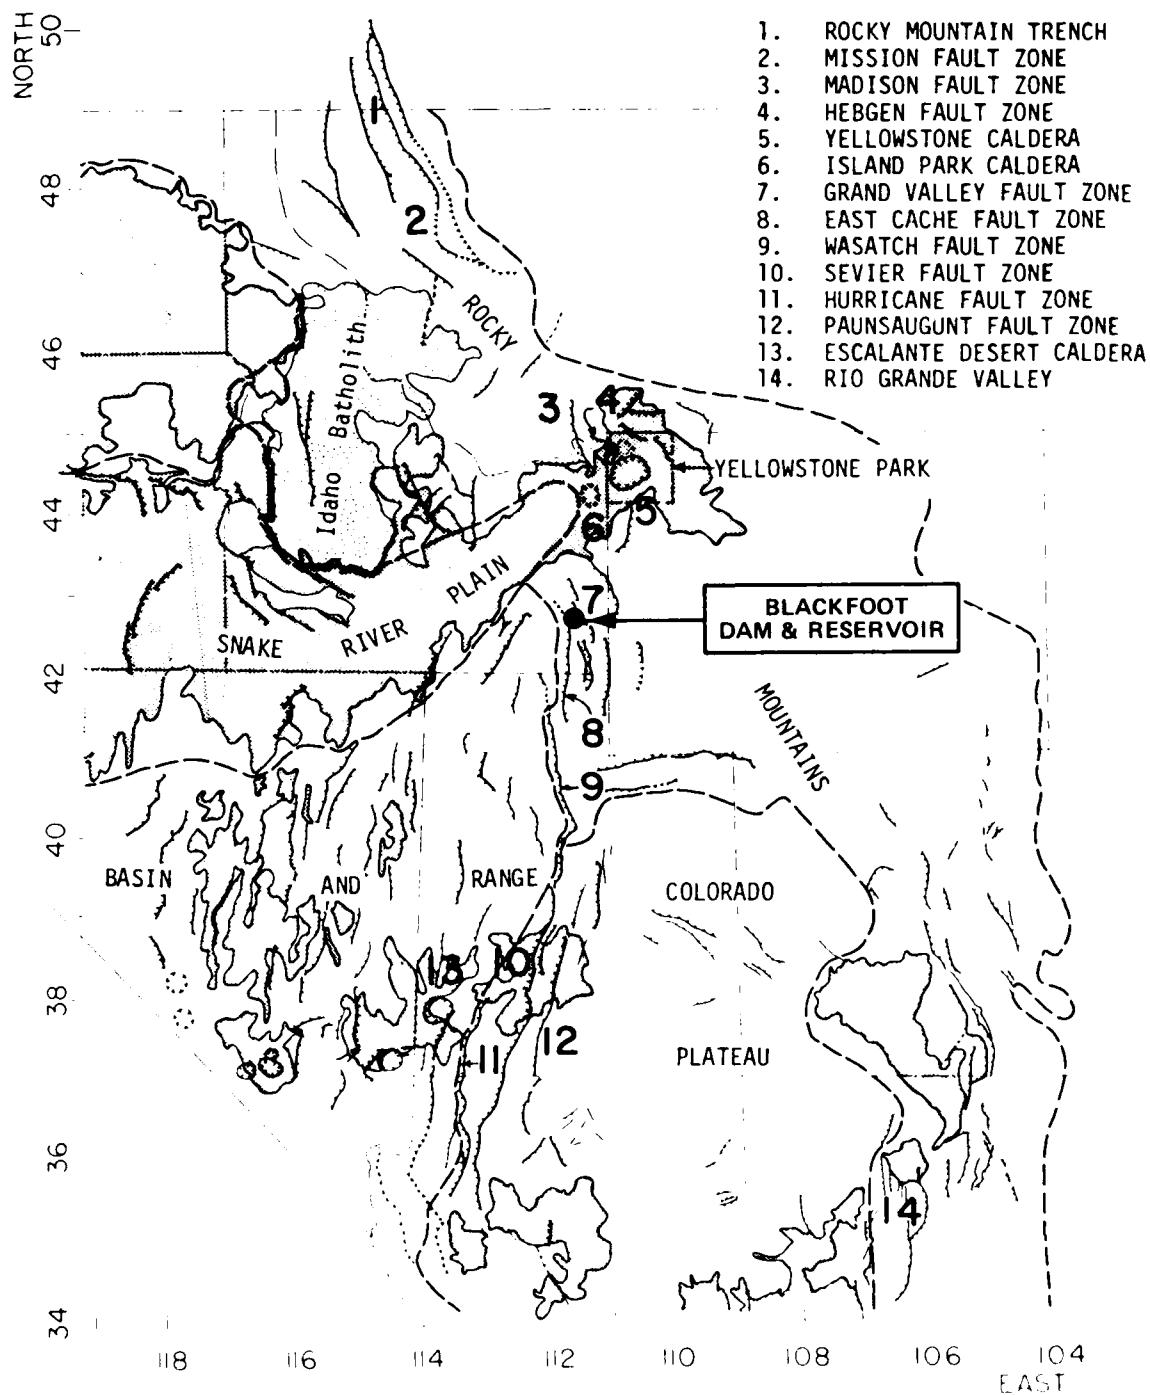 NORTH
50
48
46
44
42
40
38
36
34
1. ROCKY MOUNTAIN TRENCH
2. MISSION FAULT ZONE
3. MADISON FAULT ZONE
4. HEBGEN FAULT ZONE
5. YELLOWSTONE CALDERA
6. ISLAND PARK CALDERA
7. GRAND VALLEY FAULT ZONE
8. EAST CACHE FAULT ZONE
9. WASATCH FAULT ZONE
10. SEVIER FAULT ZONE
11. HURRICANE FAULT ZONE
12. PAUNSAUGUNT FAULT ZONE
13. ESCALANTE DESERT CALDERA
14. RIO GRANDE VALLEY
1
2
ROCKY
Idaho Batholith
3
4
YELLOWSTONE PARK
5
6
PLAIN
7
BLACKFOOT
DAM & RESERVOIR
SNAKE RIVER
MOUNTAINS
8
9
BASIN AND RANGE
COLORADO
13
10
12
11
PLATEAU
14
118 116 114 112 110 108 106 104
EAST